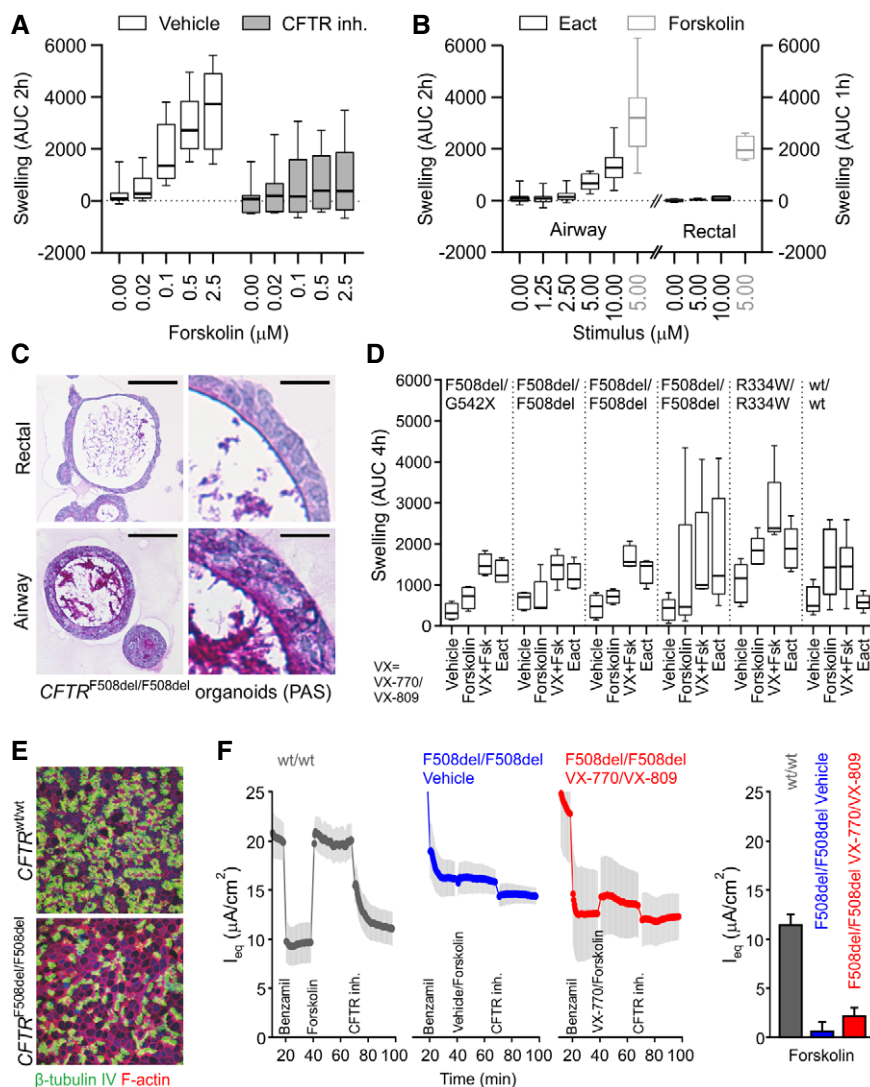 A
Vehicle CFTR inh.
Swelling (AUC 2h)
6000
4000
2000
0
-2000
0.00 0.02 0.1 0.5 2.5 0.00 0.02 0.1 0.5 2.5
Forskolin (μM)
B
Eact Forskolin
Swelling (AUC 2h)
6000
4000
2000
0
-2000
Airway Rectal
6000
4000
2000
0
-2000
Swelling (AUC 1h)
0.00 1.25 2.50 5.00 10.00 5.00 0.00 5.00 10.00 5.00
Stimulus (μM)
C
Rectal
Airway
CFTR^F508del/F508del organoids (PAS)
D
F508del/ F508del/ F508del/ F508del/ R334W/ wt/
G542X F508del F508del F508del R334W wt
Swelling (AUC 4h)
6000
5000
4000
3000
2000
1000
0
Vehicle Forskolin VX+Fsk Eact Vehicle Forskolin VX+Fsk Eact Vehicle Forskolin VX+Fsk Eact Vehicle Forskolin VX+Fsk Eact Vehicle Forskolin VX+Fsk Eact Vehicle Forskolin VX+Fsk Eact
VX=
VX-770/
VX-809
E
CFTR^wt/wt
CFTR^F508del/F508del
β-tubulin IV F-actin
F
wt/wt
F508del/F508del
Vehicle
F508del/F508del
VX-770/VX-809
I_eq (μA/cm²)
25
20
15
10
5
0
Benzamil Forskolin CFTR inh.
Benzamil Vehicle/Forskolin CFTR inh.
Benzamil VX-770/Forskolin CFTR inh.
20 40 60 80 100 20 40 60 80 100 20 40 60 80 100
Time (min)
I_eq (μA/cm²)
25
20
15
10
5
0
wt/wt
F508del/F508del Vehicle
F508del/F508del VX-770/VX-809
Forskolin